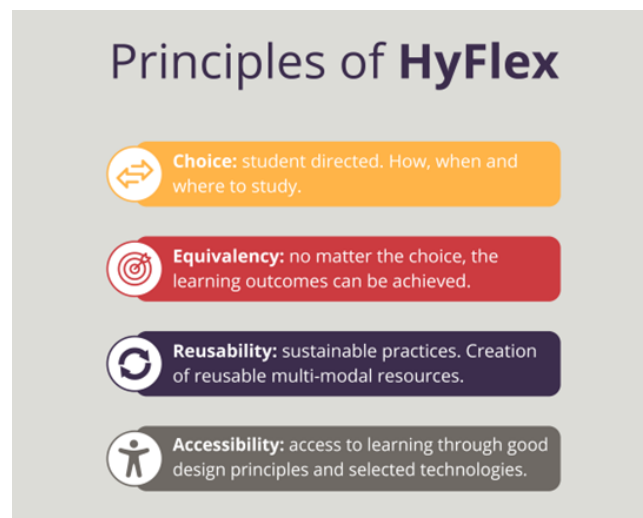 Principles of HyFlex
Choice: student directed. How, when and
where to study.
Equivalency: no matter the choice, the
learning outcomes can be achieved.
Reusability: sustainable practices. Creation
of reusable multi-modal resources.
Accessibility: access to learning through good
design principles and selected technologies.